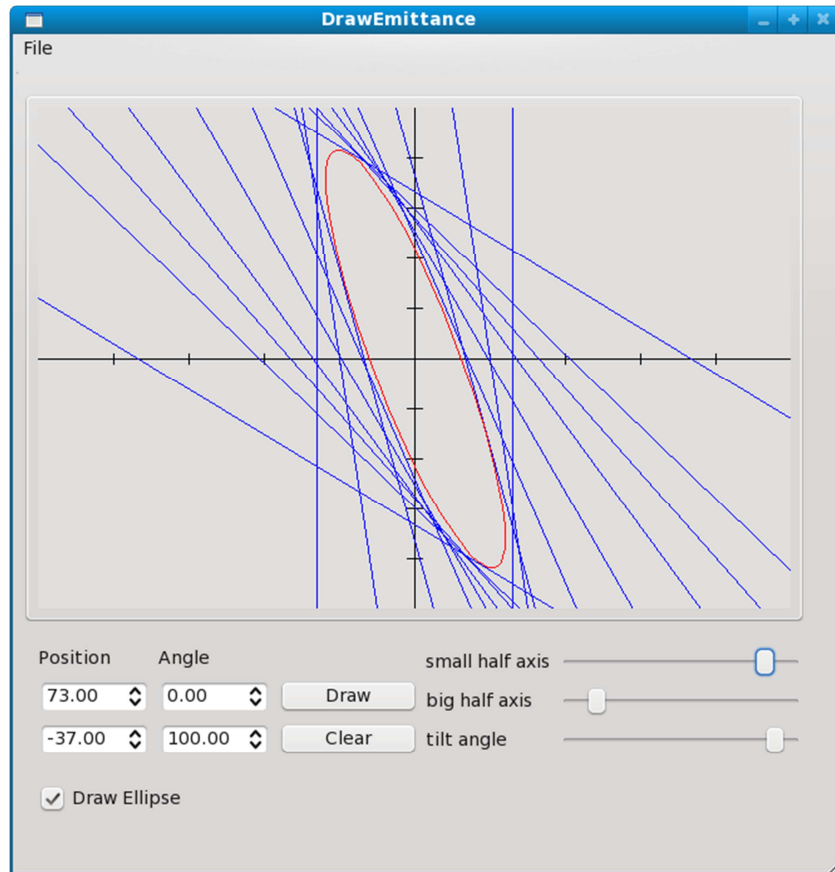 DrawEmittance
File
Position Angle
small half axis
73.00 0.00 Draw
big half axis
-37.00 100.00 Clear
tilt angle
Draw Ellipse